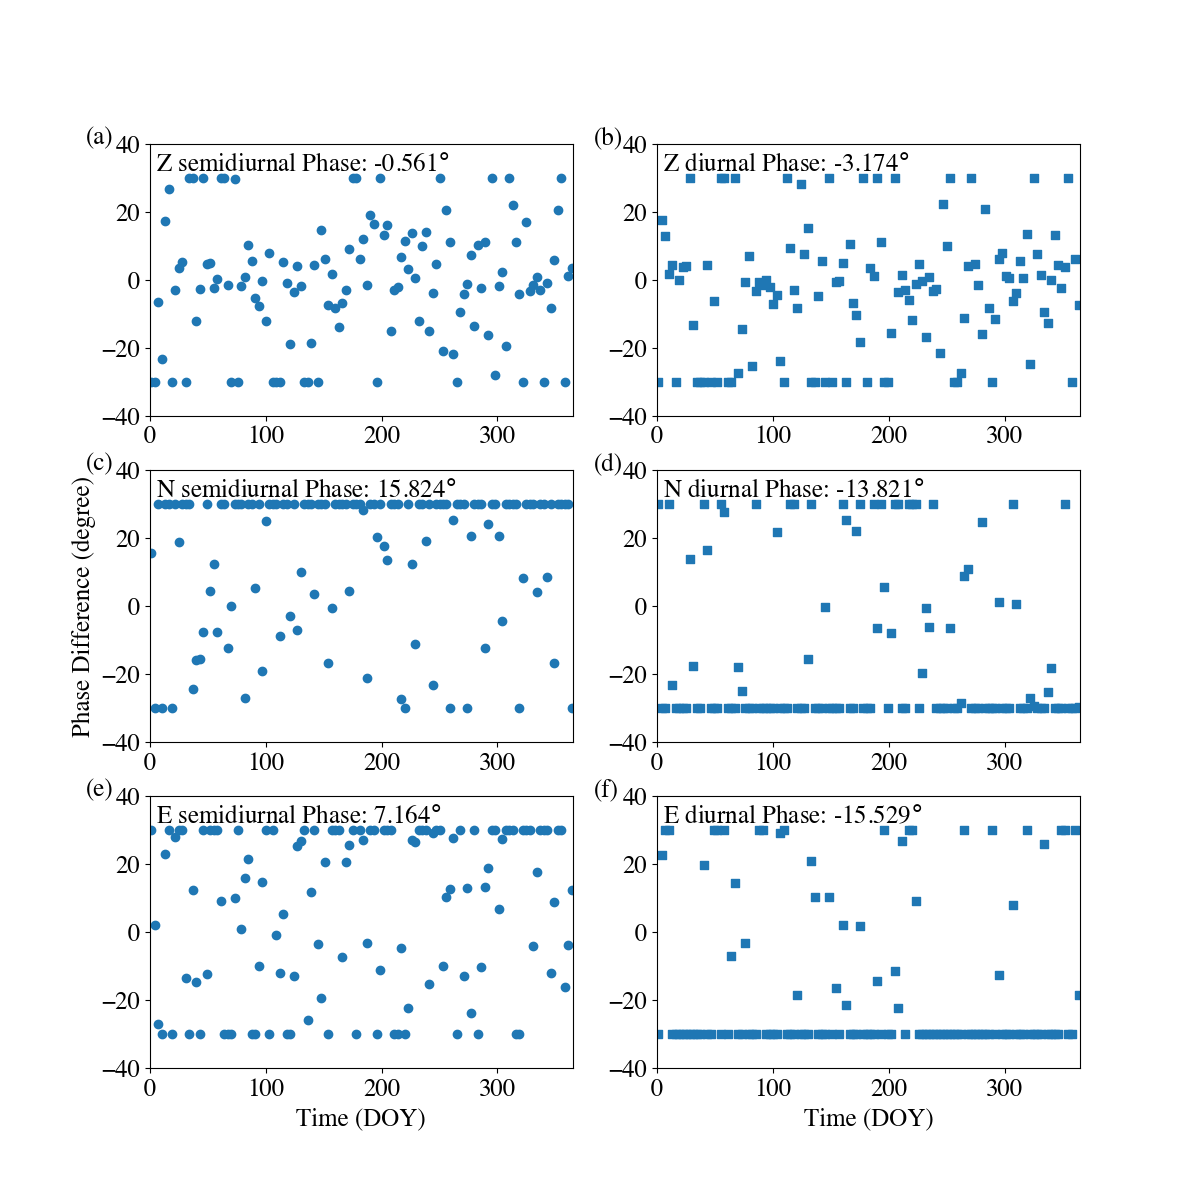 (a)
Z semidiurnal Phase: -0.561°
40
20
0
−20
−40
0 100 200 300
(b)
Z diurnal Phase: -3.174°
40
20
0
−20
−40
0 100 200 300
(c)
N semidiurnal Phase: 15.824°
40
20
0
−20
−40
0 100 200 300
Phase Difference (degree)
(d)
N diurnal Phase: -13.821°
40
20
0
−20
−40
0 100 200 300
(e)
E semidiurnal Phase: 7.164°
40
20
0
−20
−40
0 100 200 300
Time (DOY)
(f)
E diurnal Phase: -15.529°
40
20
0
−20
−40
0 100 200 300
Time (DOY)